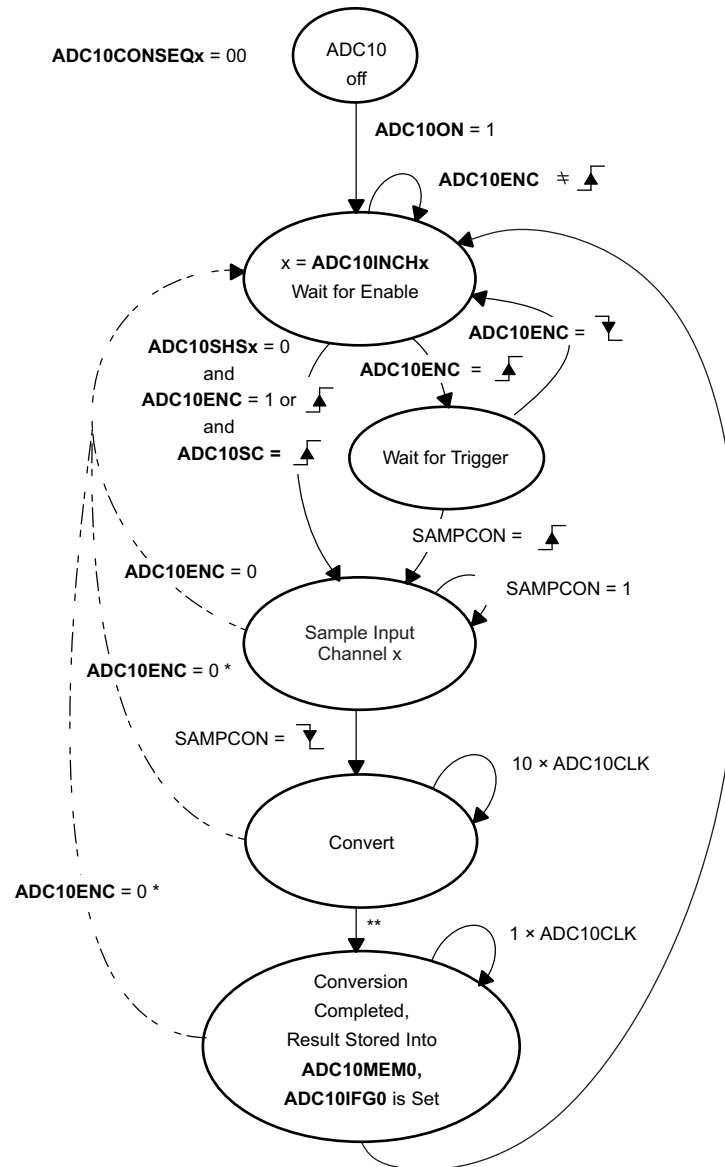 ADC10CONSEQx = 00
ADC10
off
ADC10ON = 1
ADC10ENC ≠
x = ADC10INCHx
Wait for Enable
ADC10ENC =
ADC10SHSx = 0
and
ADC10ENC = 1 or
and
ADC10SC =
ADC10ENC =
Wait for Trigger
SAMPCON =
ADC10ENC = 0
SAMPCON = 1
Sample Input
Channel x
ADC10ENC = 0 *
SAMPCON =
10 × ADC10CLK
Convert
ADC10ENC = 0 *
**
1 × ADC10CLK
Conversion
Completed,
Result Stored Into
ADC10MEM0,
ADC10IFG0 is Set